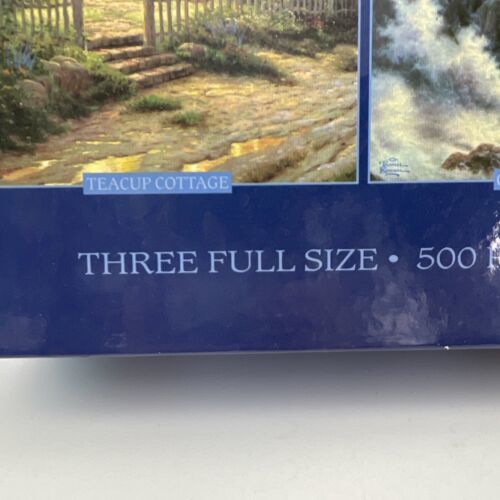 TEACUP COTTAGE
THREE FULL SIZE • 500